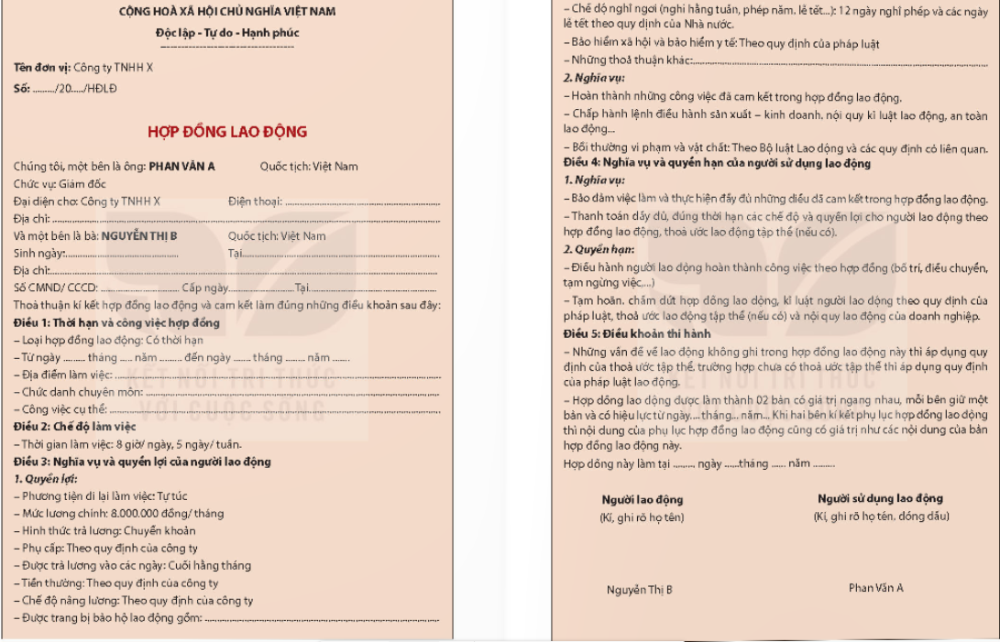 CỘNG HOÀ XÃ HỘI CHỦ NGHĨA VIỆT NAM
Độc lập - Tự do - Hạnh phúc
------------------------------------
Tên đơn vị: Công ty TNHH X
Số: ........./20...../HĐLĐ
HỢP ĐỒNG LAO ĐỘNG
Chúng tôi, một bên là ông: PHAN VĂN A Quốc tịch: Việt Nam
Chức vụ: Giám đốc
Đại diện cho: Công ty TNHH X Điện thoại: ..........................................
Địa chỉ: ..........................................
Và một bên là bà: NGUYỄN THỊ B Quốc tịch: Việt Nam
Sinh ngày:.......................................... Tại..........................................
Địa chỉ:..........................................
Số CMND/ CCCD: ............................ Cấp ngày........................Tại..........................................
Thoả thuận kí kết hợp đồng lao động và cam kết làm đúng những điều khoản sau đây:
Điều 1: Thời hạn và công việc hợp đồng
– Loại hợp đồng lao động: Có thời hạn
– Từ ngày ........ tháng .... năm ........ đến ngày ...... tháng ........ năm ......
– Địa điểm làm việc: ..........................................
– Chức danh chuyên môn: ..........................................
– Công việc cụ thể: ..........................................
Điều 2: Chế độ làm việc
– Thời gian làm việc: 8 giờ/ ngày, 5 ngày/ tuần.
Điều 3: Nghĩa vụ và quyền lợi của người lao động
1. Quyền lợi:
– Phương tiện đi lại làm việc: Tự túc
– Mức lương chính: 8.000.000 đồng/ tháng
– Hình thức trả lương: Chuyển khoản
– Phụ cấp: Theo quy định của công ty
– Được trả lương vào các ngày: Cuối hằng tháng
– Tiền thưởng: Theo quy định của công ty
– Chế độ nâng lương: Theo quy định của công ty
– Được trang bị bảo hộ lao động gồm: ..........................................
– Chế độ nghỉ ngơi (nghỉ hằng tuần, phép năm, lễ tết...): 12 ngày nghỉ phép và các ngày
lễ tết theo quy định của Nhà nước.
– Bảo hiểm xã hội và bảo hiểm y tế: Theo quy định của pháp luật
– Những thoả thuận khác:..........................................
2. Nghĩa vụ:
– Hoàn thành những công việc đã cam kết trong hợp đồng lao động.
– Chấp hành lệnh điều hành sản xuất – kinh doanh, nội quy kỉ luật lao động, an toàn
lao động...
– Bồi thường vi phạm và vật chất: Theo Bộ luật Lao động và các quy định có liên quan.
Điều 4: Nghĩa vụ và quyền hạn của người sử dụng lao động
1. Nghĩa vụ:
– Bảo đảm việc làm và thực hiện đầy đủ những điều đã cam kết trong hợp đồng lao động.
– Thanh toán đầy đủ, đúng thời hạn các chế độ và quyền lợi cho người lao động theo
hợp đồng lao động, thoả ước lao động tập thể (nếu có).
2. Quyền hạn:
– Điều hành người lao động hoàn thành công việc theo hợp đồng (bố trí, điều chuyển,
tạm ngừng việc,...)
– Tạm hoãn, chấm dứt hợp đồng lao động, kỉ luật người lao động theo quy định của
pháp luật, thoả ước lao động tập thể (nếu có) và nội quy lao động của doanh nghiệp.
Điều 5: Điều khoản thi hành
– Những vấn đề về lao động không ghi trong hợp đồng lao động này thì áp dụng quy
định của thoả ước tập thể, trường hợp chưa có thoả ước tập thể thì áp dụng quy định
của pháp luật lao động.
– Hợp đồng lao động được làm thành 02 bản có giá trị ngang nhau, mỗi bên giữ một
bản và có hiệu lực từ ngày.... tháng... năm... Khi hai bên kí kết phụ lục hợp đồng lao động
thì nội dung của phụ lục hợp đồng lao động cũng có giá trị như các nội dung của bản
hợp đồng lao động này.
Hợp đồng này làm tại ......... ngày ......tháng ...... năm .........
Người lao động Người sử dụng lao động
(Kí, ghi rõ họ tên) (Kí, ghi rõ họ tên, đóng dấu)
Nguyễn Thị B Phan Văn A
KẾT NỐI TRI THỨC
VỚI CUỘC SỐNG
KẾT NỐI TRI THỨC
VỚI CUỘC SỐNG